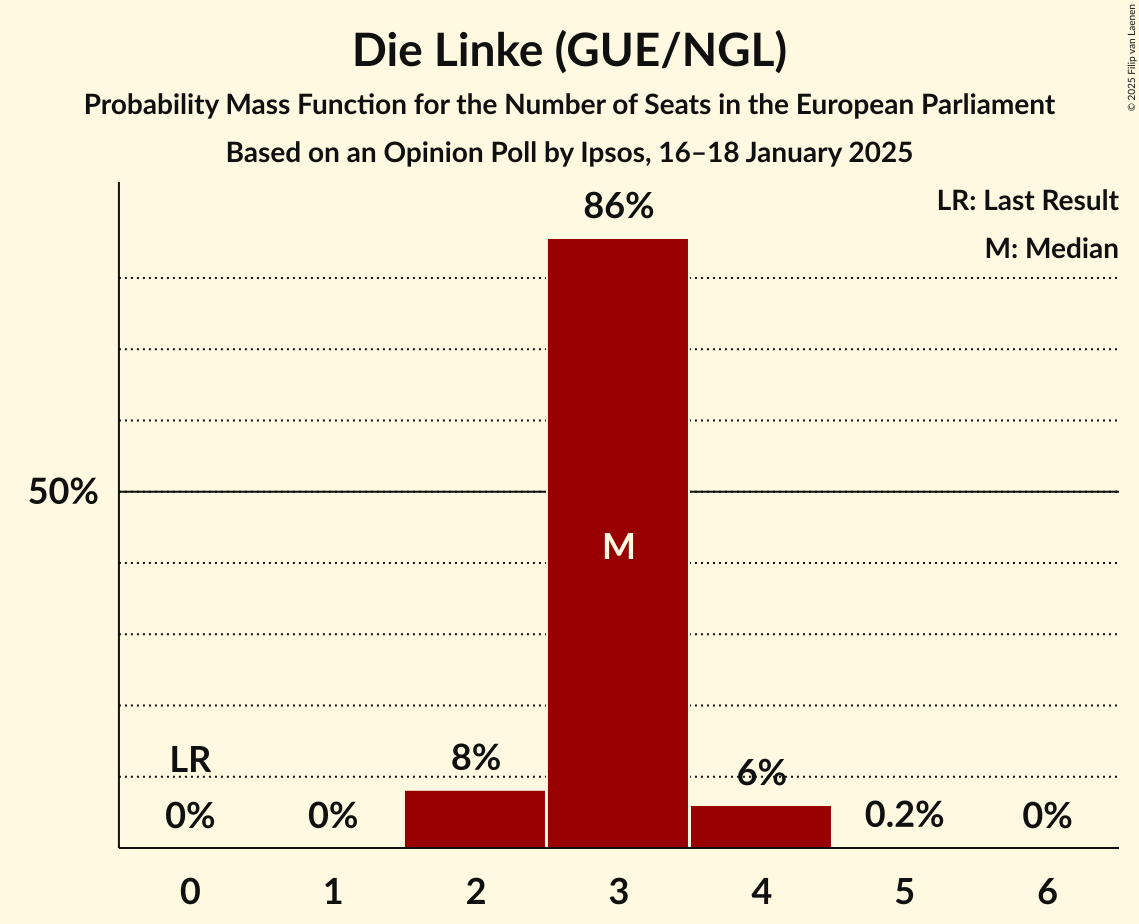 Die Linke (GUE/NGL)
Probability Mass Function for the Number of Seats in the European Parliament
Based on an Opinion Poll by Ipsos, 16–18 January 2025
© 2025 Filip van Laenen
LR: Last Result
M: Median
86%
50%
M
LR
8%
6%
0%
0%
0.2%
0%
0
1
2
3
4
5
6